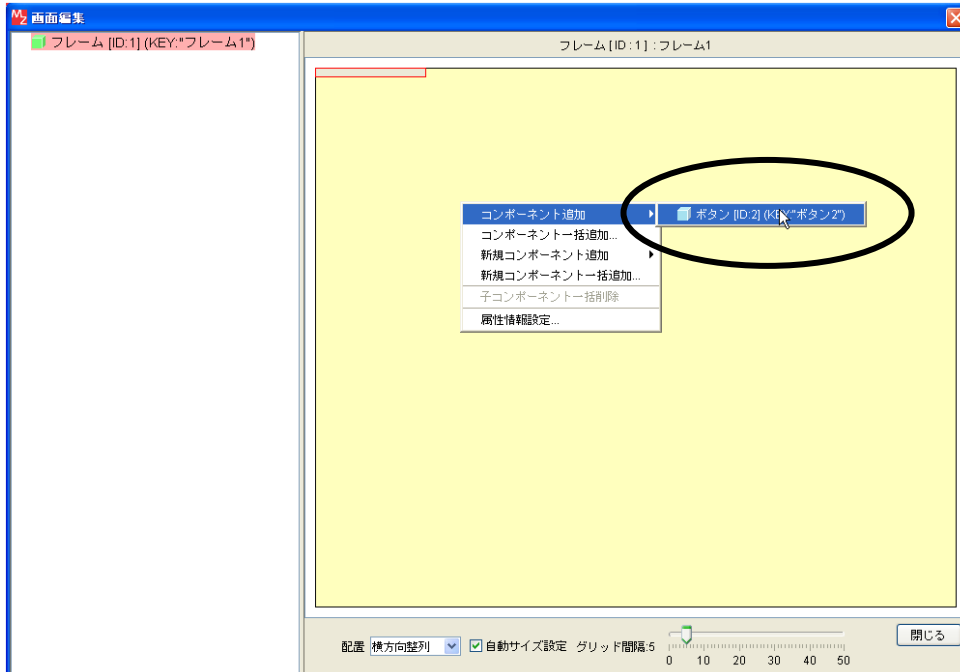 MZ 画面編集
フレーム [ID:1] (KEY:"フレーム1")
フレーム [ID : 1] : フレーム1
コンポーネント追加
ボタン [ID:2] (KEY:"ボタン2")
コンポーネント一括追加...
新規コンポーネント追加
新規コンポーネント一括追加...
子コンポーネント一括削除
属性情報設定...
配置 横方向整列 自動サイズ設定 グリッド間隔:5
0 10 20 30 40 50
閉じる